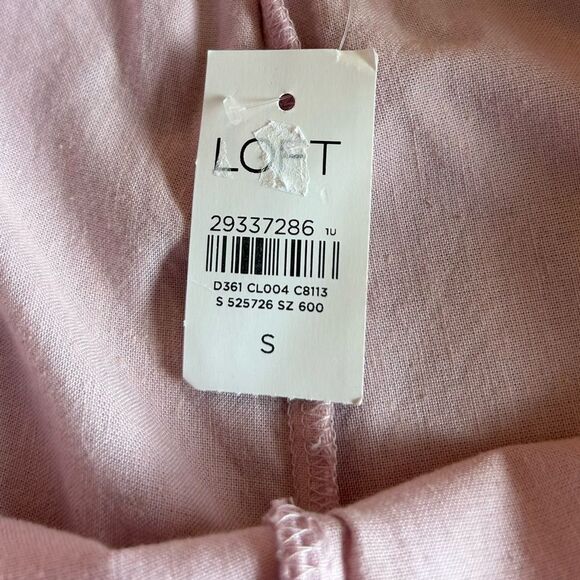 LOFT
29337286 1U
D361 CL004 C8113
S 525726 SZ 600
S